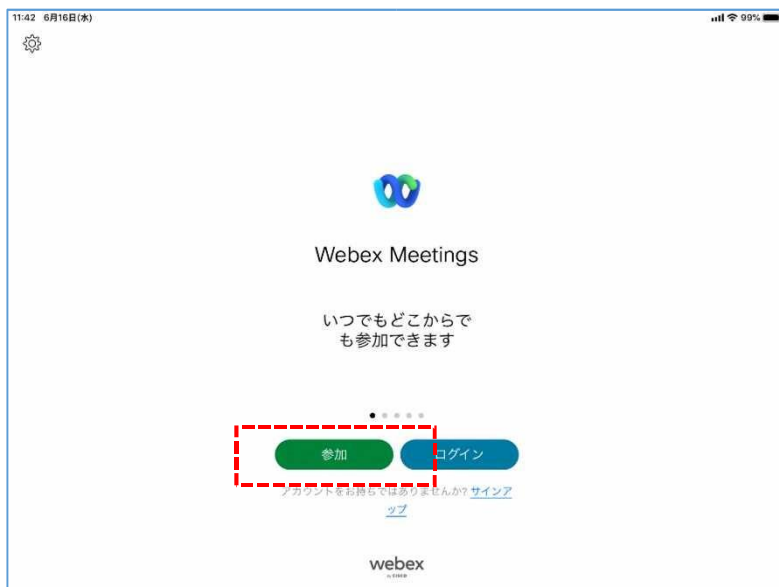 11:42 6月16日(水)
99%
Webex Meetings
いつでもどこからで
も参加できます
参加
ログイン
アカウントをお持ちではありませんか? サインア
ップ
webex
by CISCO